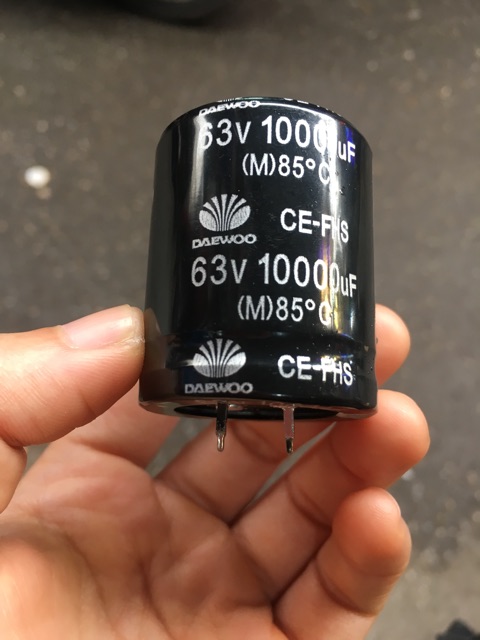 DAEWOO
63V 10000uF
(M)85°C
CE-FHS
DAEWOO
63V 10000uF
(M)85°C
CE-FHS
DAEWOO